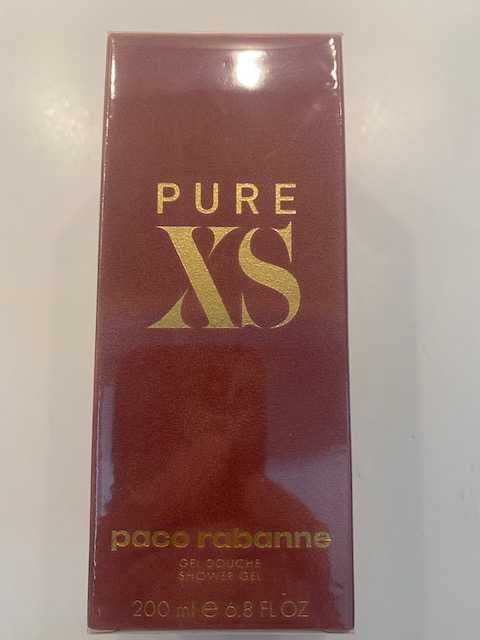 PURE
XS
paco rabanne
GEL DOUCHE
SHOWER GEL
200 ml ℮ 6.8 FL OZ